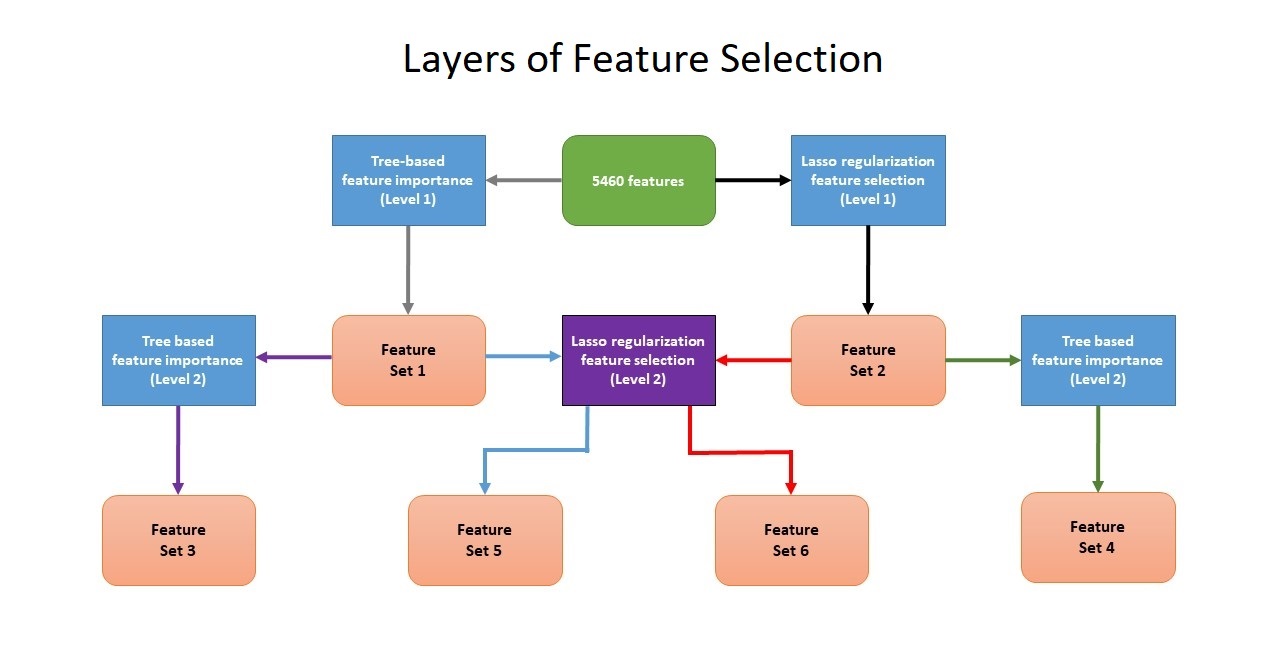 Layers of Feature Selection
Tree-based
feature importance
(Level 1)
5460 features
Lasso regularization
feature selection
(Level 1)
Tree based
feature importance
(Level 2)
Feature
Set 1
Lasso regularization
feature selection
(Level 2)
Feature
Set 2
Tree based
feature importance
(Level 2)
Feature
Set 3
Feature
Set 5
Feature
Set 6
Feature
Set 4